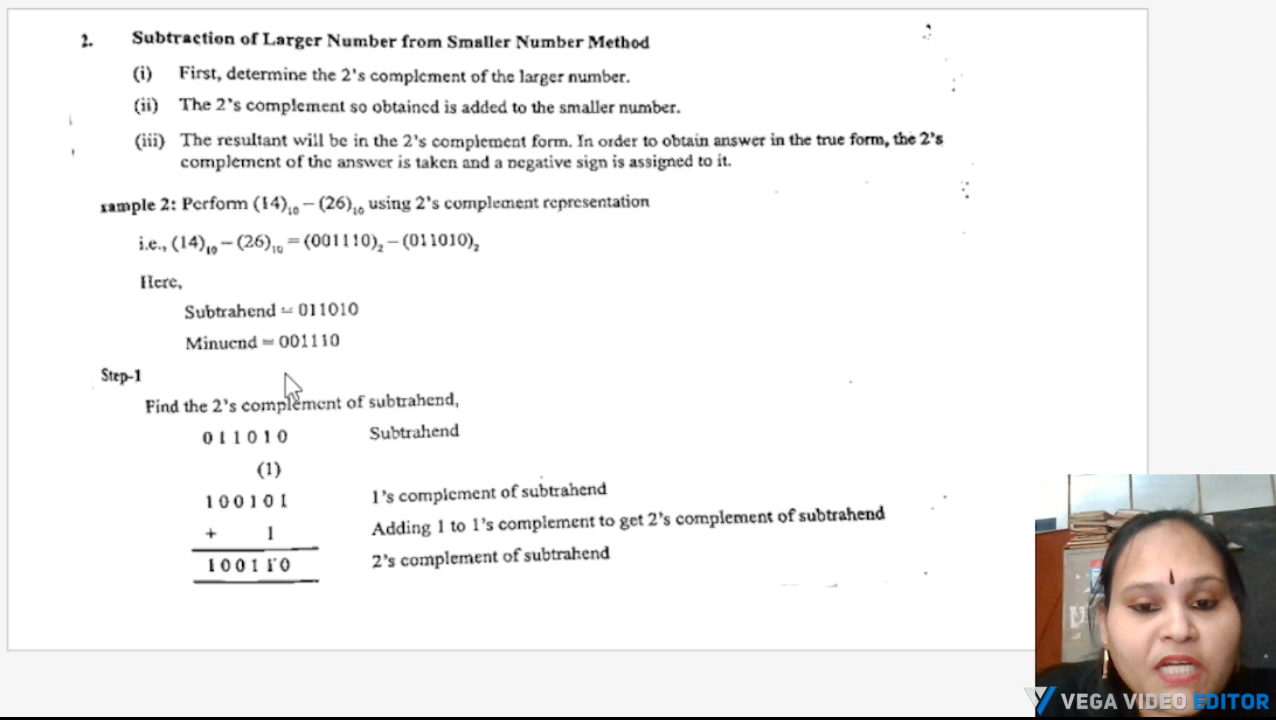 2. Subtraction of Larger Number from Smaller Number Method
(i) First, determine the 2's complement of the larger number.
(ii) The 2's complement so obtained is added to the smaller number.
(iii) The resultant will be in the 2's complement form. In order to obtain answer in the true form, the 2's
complement of the answer is taken and a negative sign is assigned to it.
xample 2: Perform (14)₁₀ – (26)₁₀ using 2's complement representation
i.e., (14)₁₀ – (26)₁₀ = (001110)₂ – (011010)₂
Here,
Subtrahend = 011010
Minuend = 001110
Step-1
Find the 2's complement of subtrahend,
0 1 1 0 1 0 Subtrahend
(1)
1 0 0 1 0 1 1's complement of subtrahend
+ 1 Adding 1 to 1's complement to get 2's complement of subtrahend
1 0 0 1 1 0 2's complement of subtrahend
VEGA VIDEO EDITOR